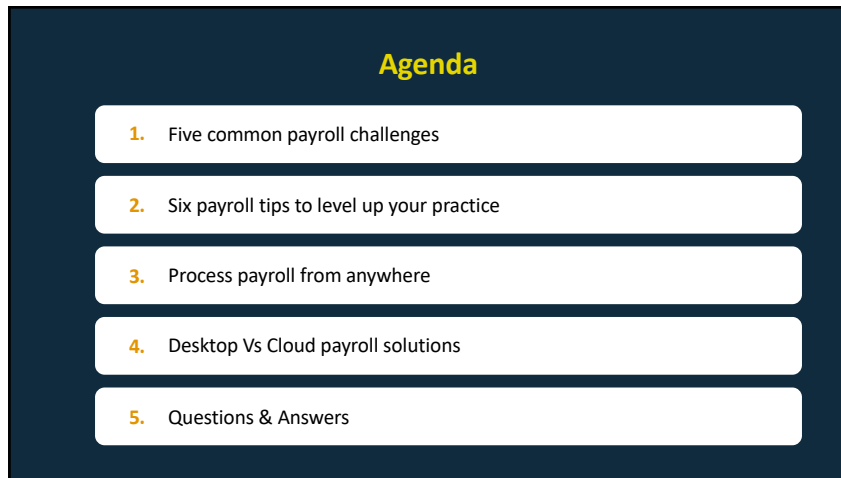 Agenda
1. Five common payroll challenges
2. Six payroll tips to level up your practice
3. Process payroll from anywhere
4. Desktop Vs Cloud payroll solutions
5. Questions & Answers